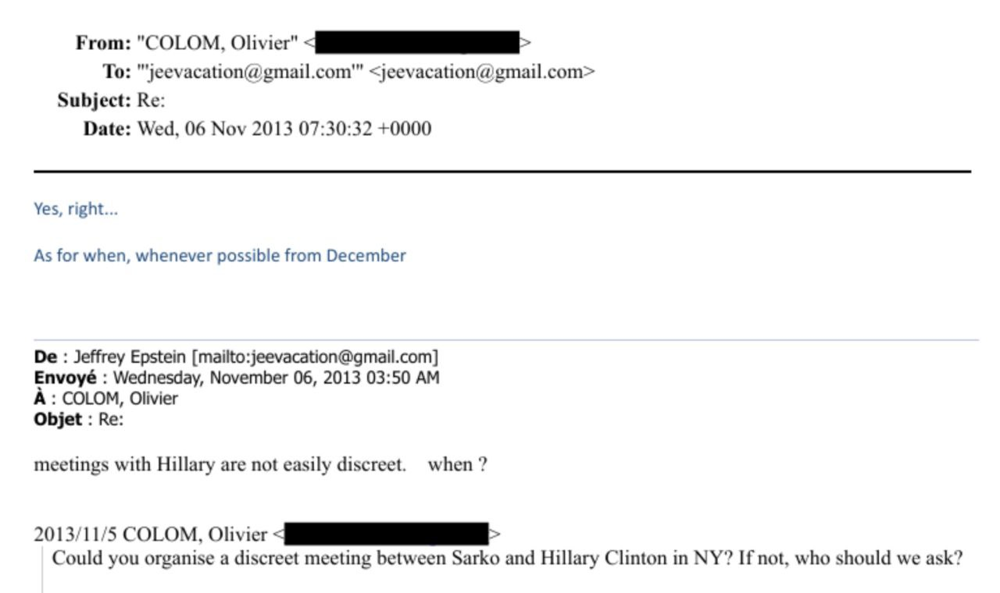 From: "COLOM, Olivier" < >
To: "'jeevacation@gmail.com'" <jeevacation@gmail.com>
Subject: Re:
Date: Wed, 06 Nov 2013 07:30:32 +0000
Yes, right...
As for when, whenever possible from December
De : Jeffrey Epstein [mailto:jeevacation@gmail.com]
Envoyé : Wednesday, November 06, 2013 03:50 AM
À : COLOM, Olivier
Objet : Re:
meetings with Hillary are not easily discreet. when ?
2013/11/5 COLOM, Olivier < >
Could you organise a discreet meeting between Sarko and Hillary Clinton in NY? If not, who should we ask?